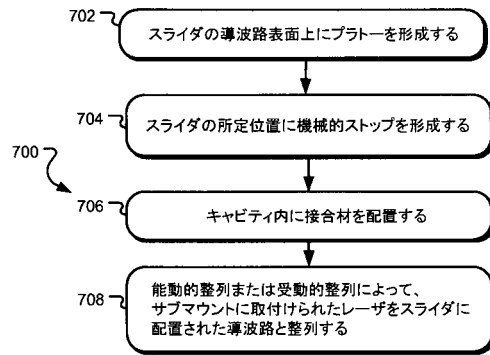 702
スライダの導波路表面上にプラトーを形成する
704
スライダの所定位置に機械的ストップを形成する
700
706
キャビティ内に接合材を配置する
708
能動的整列または受動的整列によって、
サブマウントに取付けられたレーザをスライダに
配置された導波路と整列する